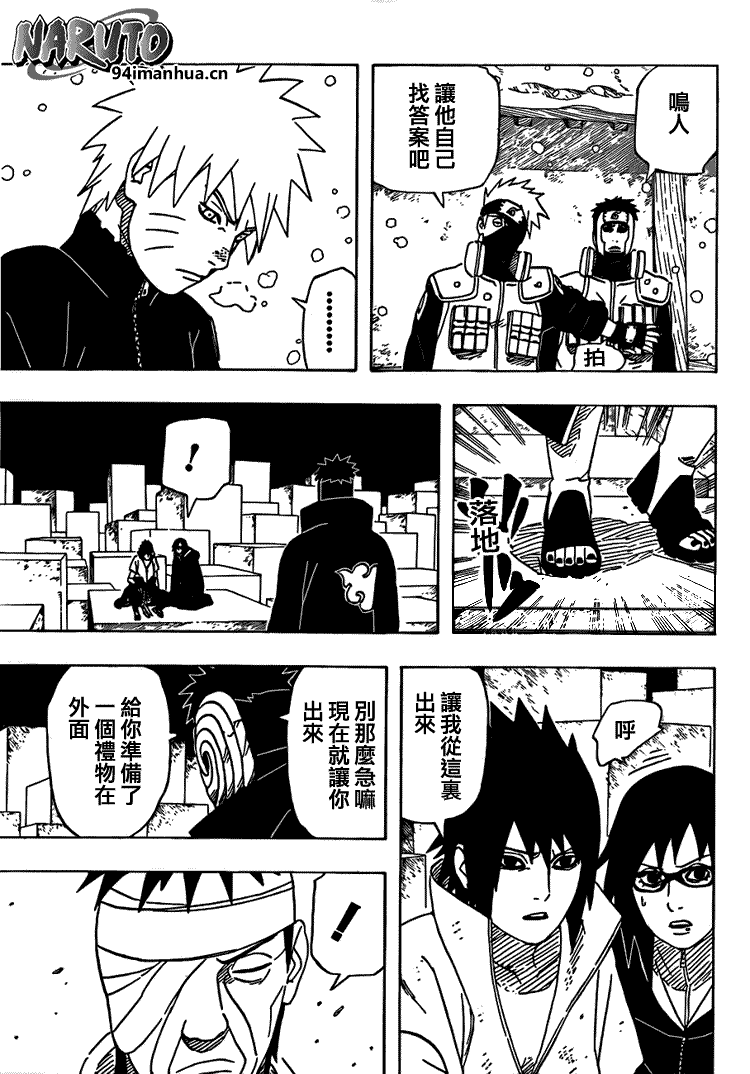 NARUTO
94imanhua.cn
鳴人
讓他自己
找答案吧
拍
………
落地
！
呼
讓我從這裏
出來
別那麼急嘛
現在就讓你
出來
給你準備了
一個禮物在
外面
！